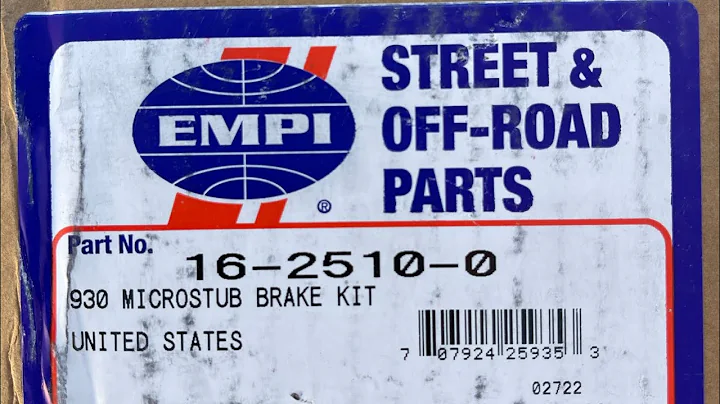 EMPI
®
STREET &
OFF-ROAD
PARTS
Part No. 16-2510-0
930 MICROSTUB BRAKE KIT
UNITED STATES
7 07924 25935 3
02722